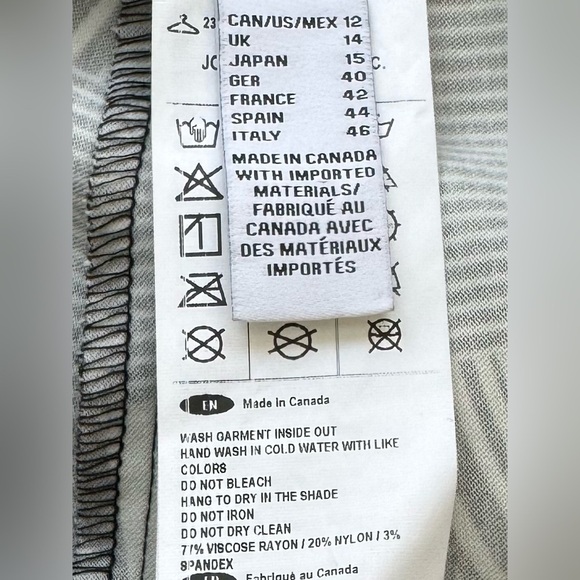 23
CAN/US/MEX 12
UK 14
JAPAN 15
GER 40
FRANCE 42
SPAIN 44
ITALY 46
MADE IN CANADA
WITH IMPORTED
MATERIALS/
FABRIQUÉ AU
CANADA AVEC
DES MATÉRIAUX
IMPORTÉS
EN Made In Canada
WASH GARMENT INSIDE OUT
HAND WASH IN COLD WATER WITH LIKE
COLORS
DO NOT BLEACH
HANG TO DRY IN THE SHADE
DO NOT IRON
DO NOT DRY CLEAN
77% VISCOSE RAYON / 20% NYLON / 3%
SPANDEX
Fabriqué au Canada